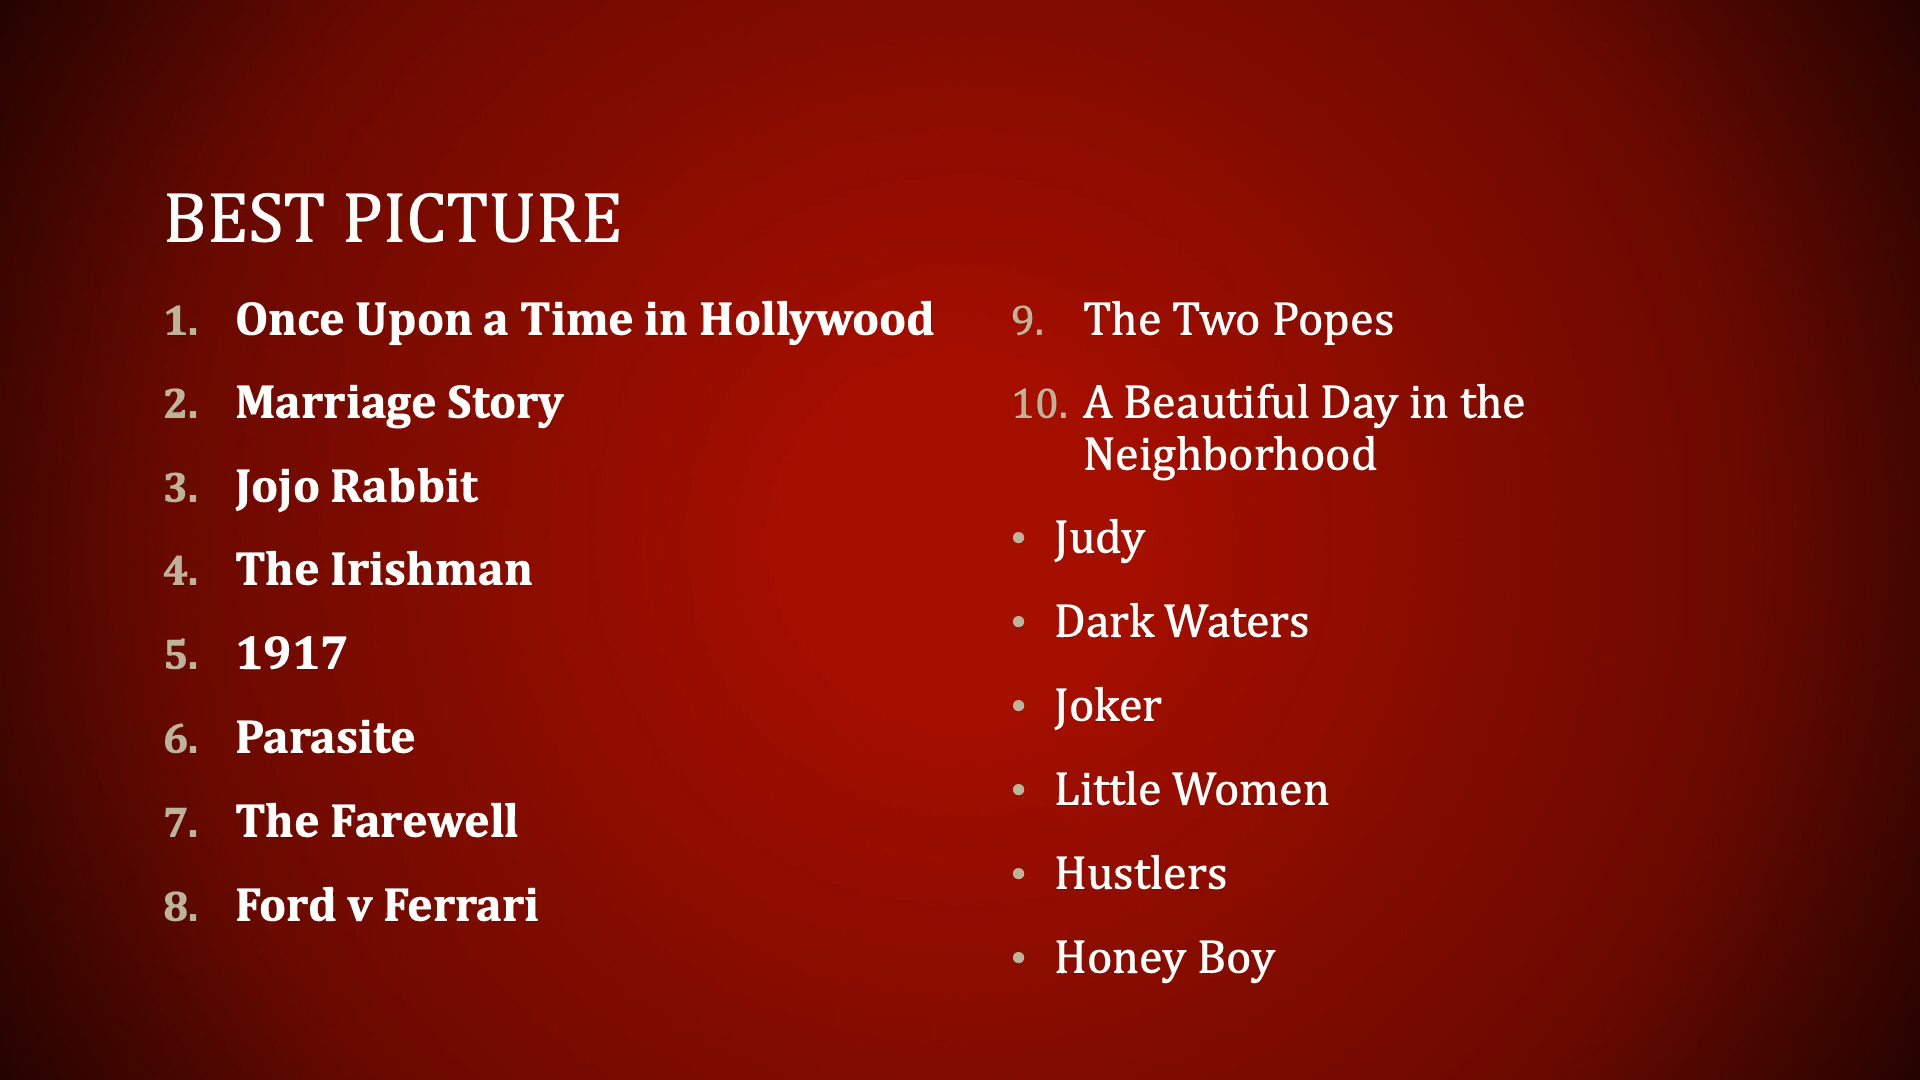 BEST PICTURE
1. Once Upon a Time in Hollywood
2. Marriage Story
3. Jojo Rabbit
4. The Irishman
5. 1917
6. Parasite
7. The Farewell
8. Ford v Ferrari
9. The Two Popes
10. A Beautiful Day in the
Neighborhood
• Judy
• Dark Waters
• Joker
• Little Women
• Hustlers
• Honey Boy